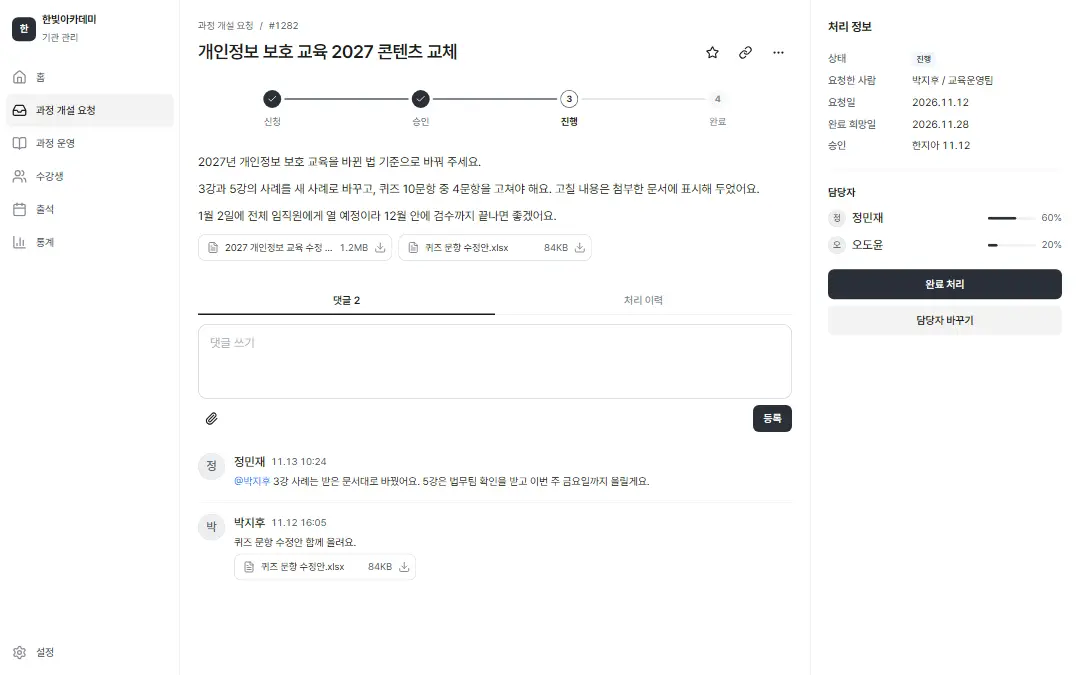 한
한빛아카데미
기관 관리
홈
과정 개설 요청
과정 운영
수강생
출석
통계
설정
과정 개설 요청 / #1282
개인정보 보호 교육 2027 콘텐츠 교체
3
4
신청
승인
진행
완료
2027년 개인정보 보호 교육을 바뀐 법 기준으로 바꿔 주세요.
3강과 5강의 사례를 새 사례로 바꾸고, 퀴즈 10문항 중 4문항을 고쳐야 해요. 고칠 내용은 첨부한 문서에 표시해 두었어요.
1월 2일에 전체 임직원에게 열 예정이라 12월 안에 검수까지 끝나면 좋겠어요.
2027 개인정보 교육 수정 ... 1.2MB
퀴즈 문항 수정안.xlsx 84KB
댓글 2
처리 이력
댓글 쓰기
등록
정
정민재 11.13 10:24
@박지후 3강 사례는 받은 문서대로 바꿨어요. 5강은 법무팀 확인을 받고 이번 주 금요일까지 올릴게요.
박
박지후 11.12 16:05
퀴즈 문항 수정안 함께 올려요.
퀴즈 문항 수정안.xlsx 84KB
처리 정보
상태 진행
요청한 사람 박지후 / 교육운영팀
요청일 2026.11.12
완료 희망일 2026.11.28
승인 한지아 11.12
담당자
정 정민재 60%
오 오도윤 20%
완료 처리
담당자 바꾸기